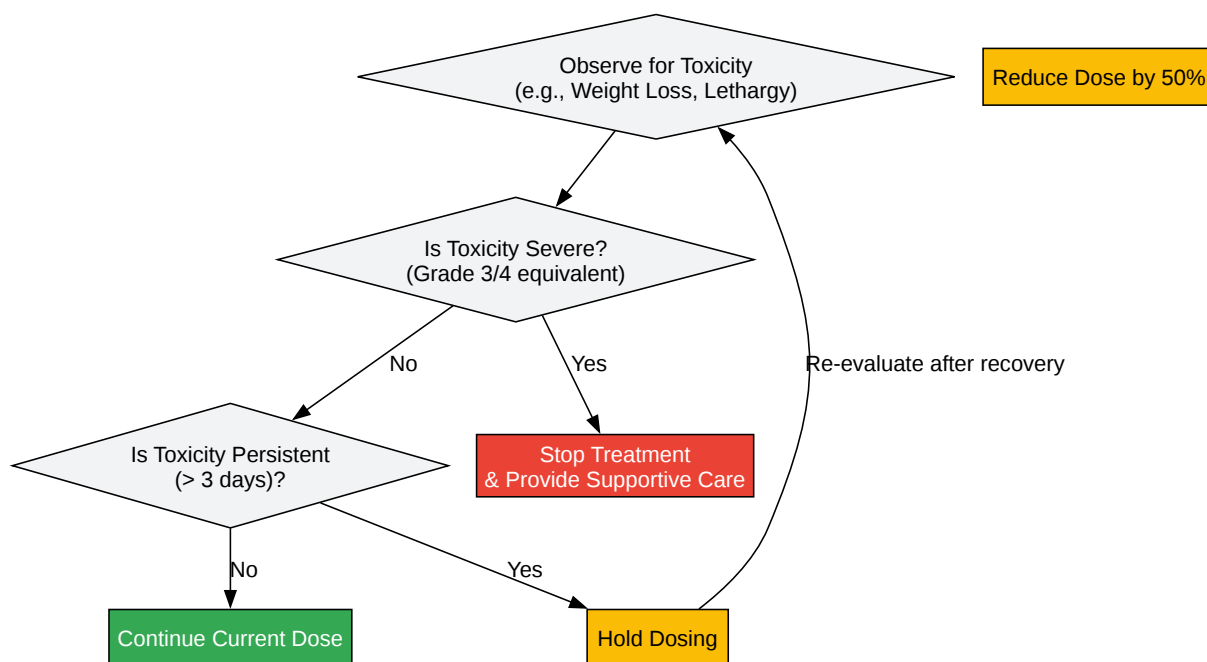 Observe for Toxicity
(e.g., Weight Loss, Lethargy)
Reduce Dose by 50%
Is Toxicity Severe?
(Grade 3/4 equivalent)
No
Yes
Re-evaluate after recovery
Is Toxicity Persistent
(> 3 days)?
Stop Treatment
& Provide Supportive Care
No
Yes
Continue Current Dose
Hold Dosing